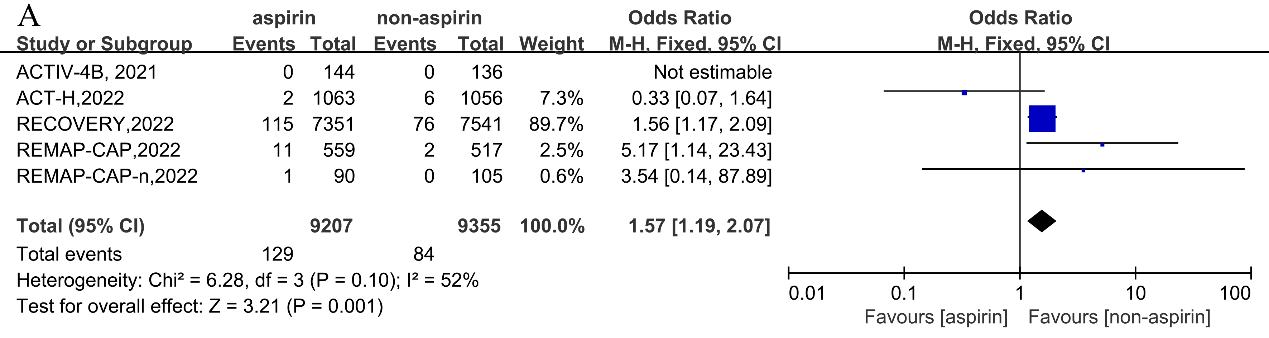 A
aspirin non-aspirin Odds Ratio Odds Ratio
Study or Subgroup Events Total Events Total Weight M-H, Fixed, 95% CI M-H, Fixed, 95% CI
ACTIV-4B, 2021 0 144 0 136 Not estimable
ACT-H,2022 2 1063 6 1056 7.3% 0.33 [0.07, 1.64]
RECOVERY,2022 115 7351 76 7541 89.7% 1.56 [1.17, 2.09]
REMAP-CAP,2022 11 559 2 517 2.5% 5.17 [1.14, 23.43]
REMAP-CAP-n,2022 1 90 0 105 0.6% 3.54 [0.14, 87.89]
Total (95% CI) 9207 9355 100.0% 1.57 [1.19, 2.07]
Total events 129 84
Heterogeneity: Chi² = 6.28, df = 3 (P = 0.10); I² = 52%
Test for overall effect: Z = 3.21 (P = 0.001)
0.01 0.1 1 10 100
Favours [aspirin] Favours [non-aspirin]